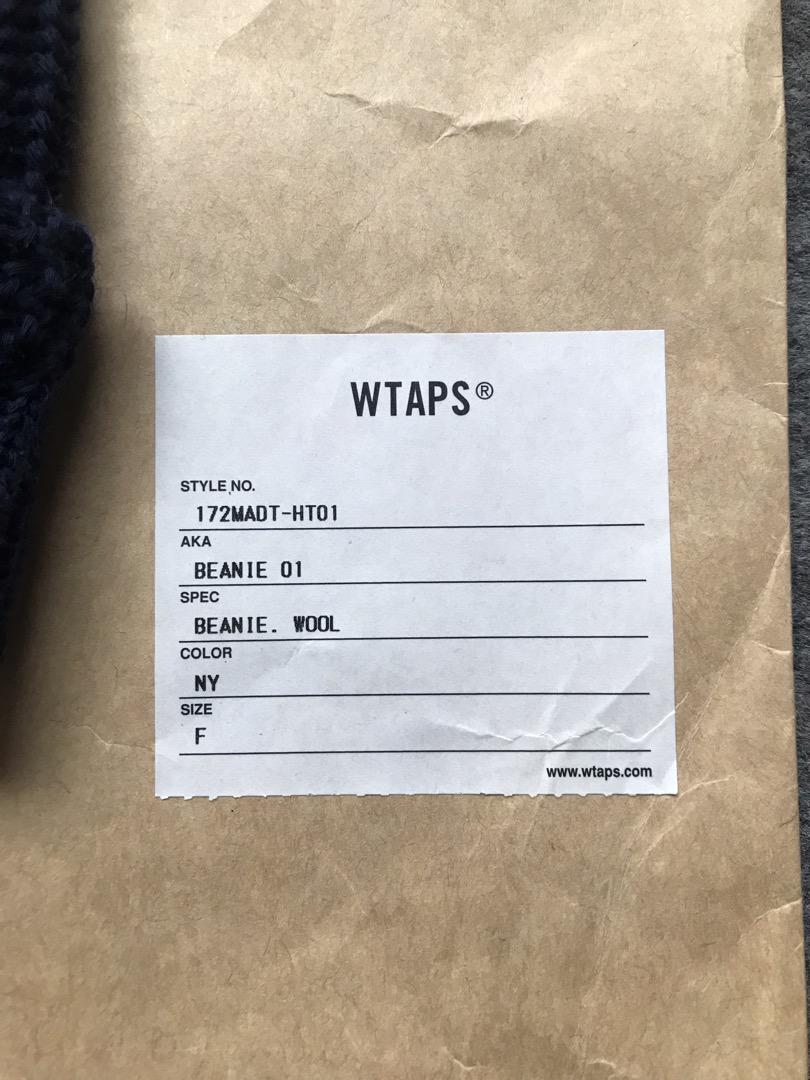 WTAPS®
STYLE NO.
172MADT-HT01
AKA
BEANIE 01
SPEC
BEANIE. WOOL
COLOR
NY
SIZE
F
www.wtaps.com